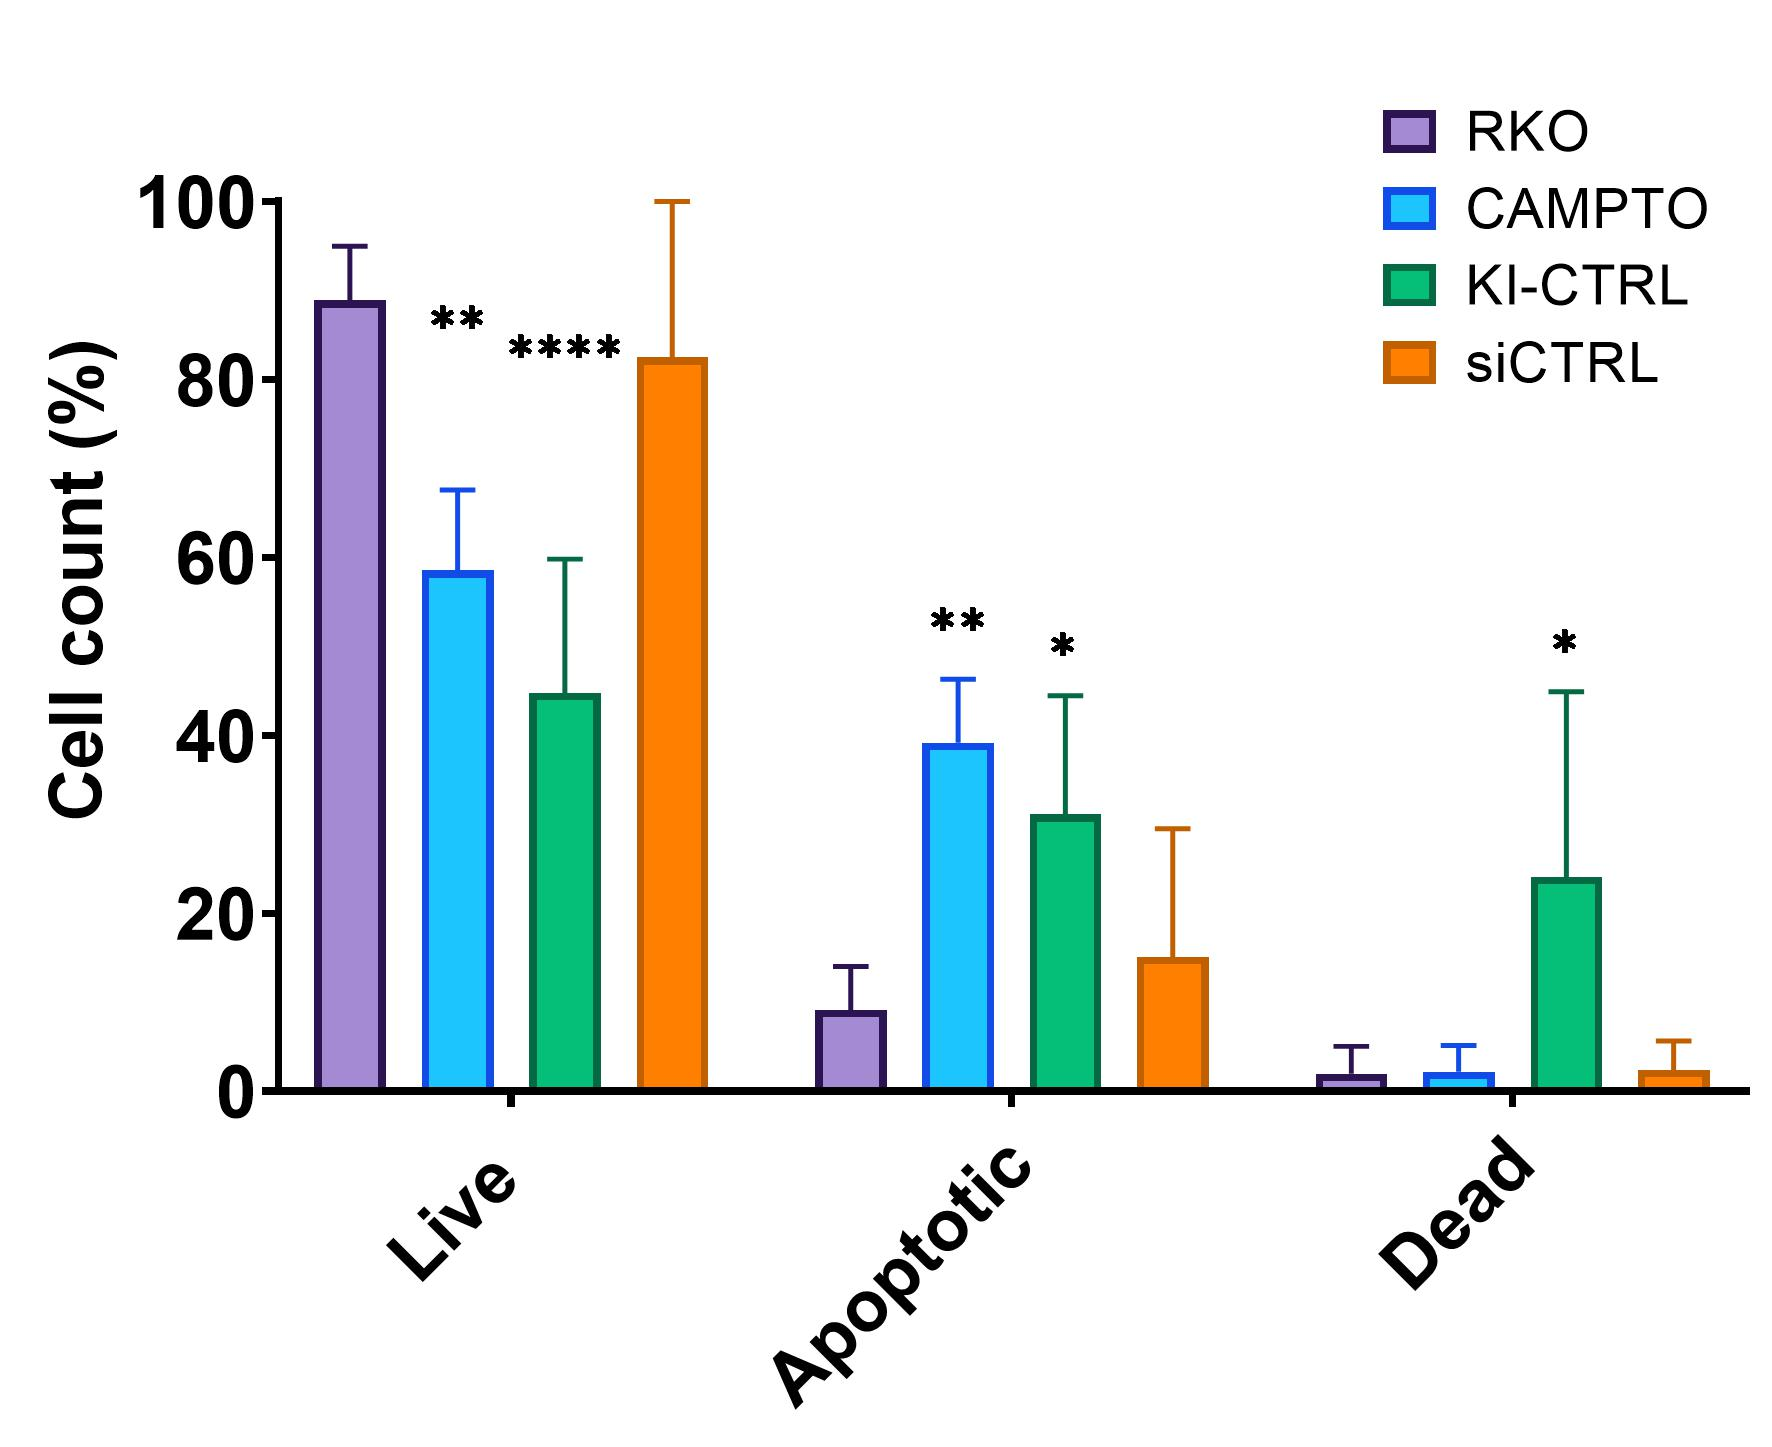 RKO
CAMPTO
KI-CTRL
siCTRL
Cell count (%)
100
80
60
40
20
0
**
****
**
*
*
Live
Apoptotic
Dead